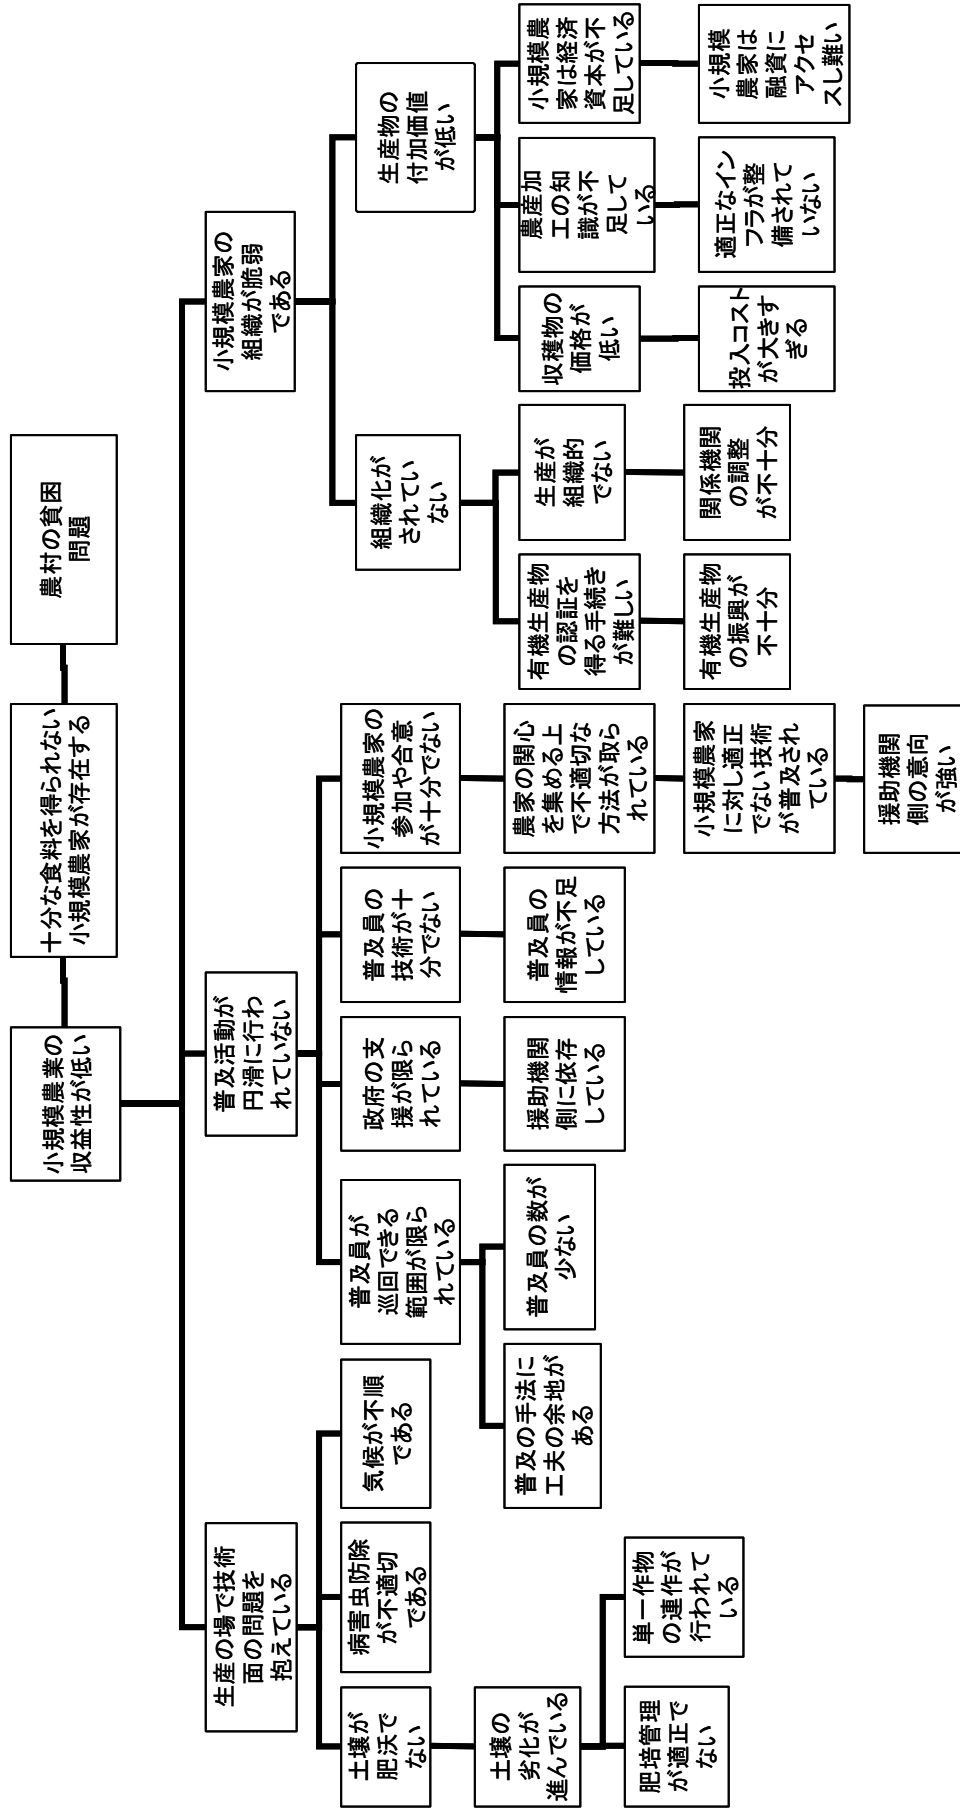 小規模農業の
収益性が低い
十分な食料を得られない
小規模農家が存在する
農村の貧困
問題
生産の場で技術
面の問題を
抱えている
普及活動が
円滑に行わ
れていない
小規模農家の
組織が脆弱
である
土壌が
肥沃で
ない
病害虫防除
が不適切
である
気候が不順
である
普及員が
巡回できる
範囲が限ら
れている
政府の支
援が限ら
れている
普及員の
技術が十
分でない
小規模農家の
参加や合意
が十分でない
組織化が
されてい
ない
生産物の
付加価値
が低い
土壌の
劣化が
進んでいる
普及の手法に
工夫の余地が
ある
普及員の数が
少ない
援助機関
側に依存
している
普及員の
情報が不足
している
農家の関心
を集める上
で不適切な
方法が取ら
れている
有機生産物
の認証を
得る手続き
が難しい
生産が
組織的
でない
収穫物の
価格が
低い
農産加
工の知
識が不
足して
いる
小規模農
家は経済
資本が不
足している
肥培管理
が適正で
ない
単一作物
の連作が
行われて
いる
小規模農家
に対し適正
でない技術
が普及され
ている
有機生産物
の振興が
不十分
関係機関
の調整
が不十分
投入コスト
が大きす
ぎる
適正なイン
フラが整
備されて
いない
小規模
農家は
融資に
アクセ
スし難い
援助機関
側の意向
が強い